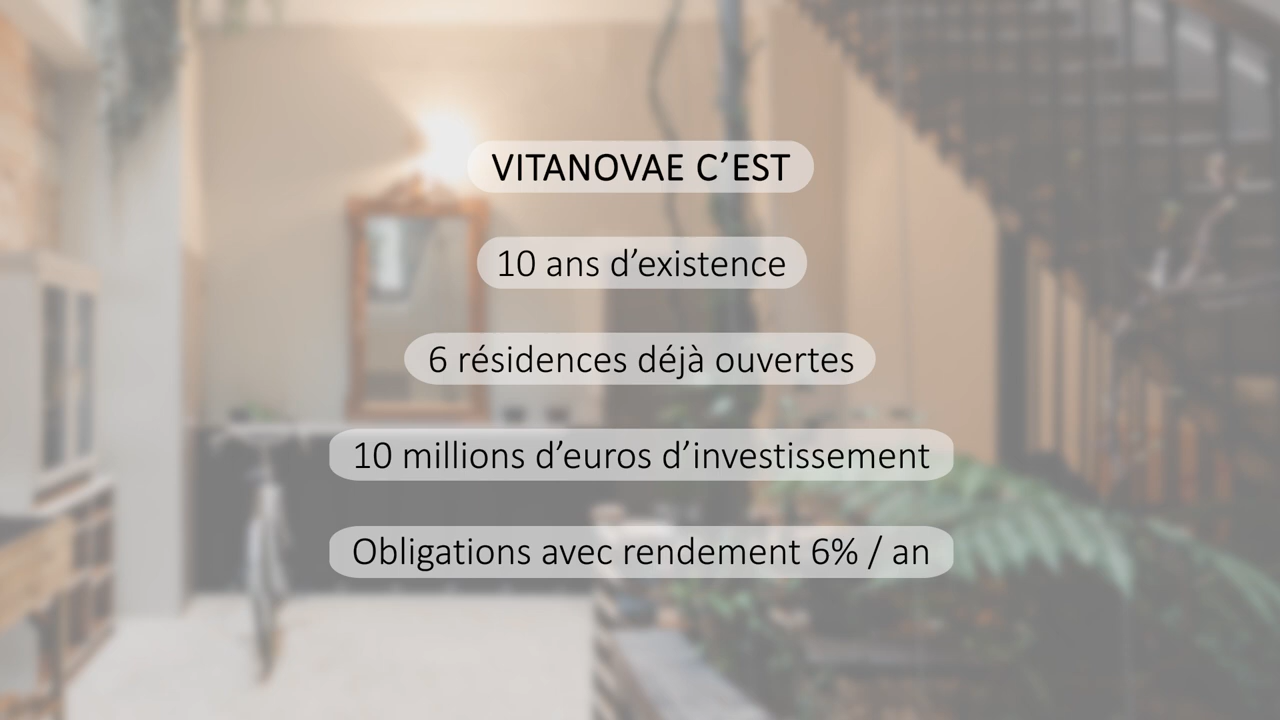 VITANOVAE C’EST
10 ans d’existence
6 résidences déjà ouvertes
10 millions d’euros d’investissement
Obligations avec rendement 6% / an